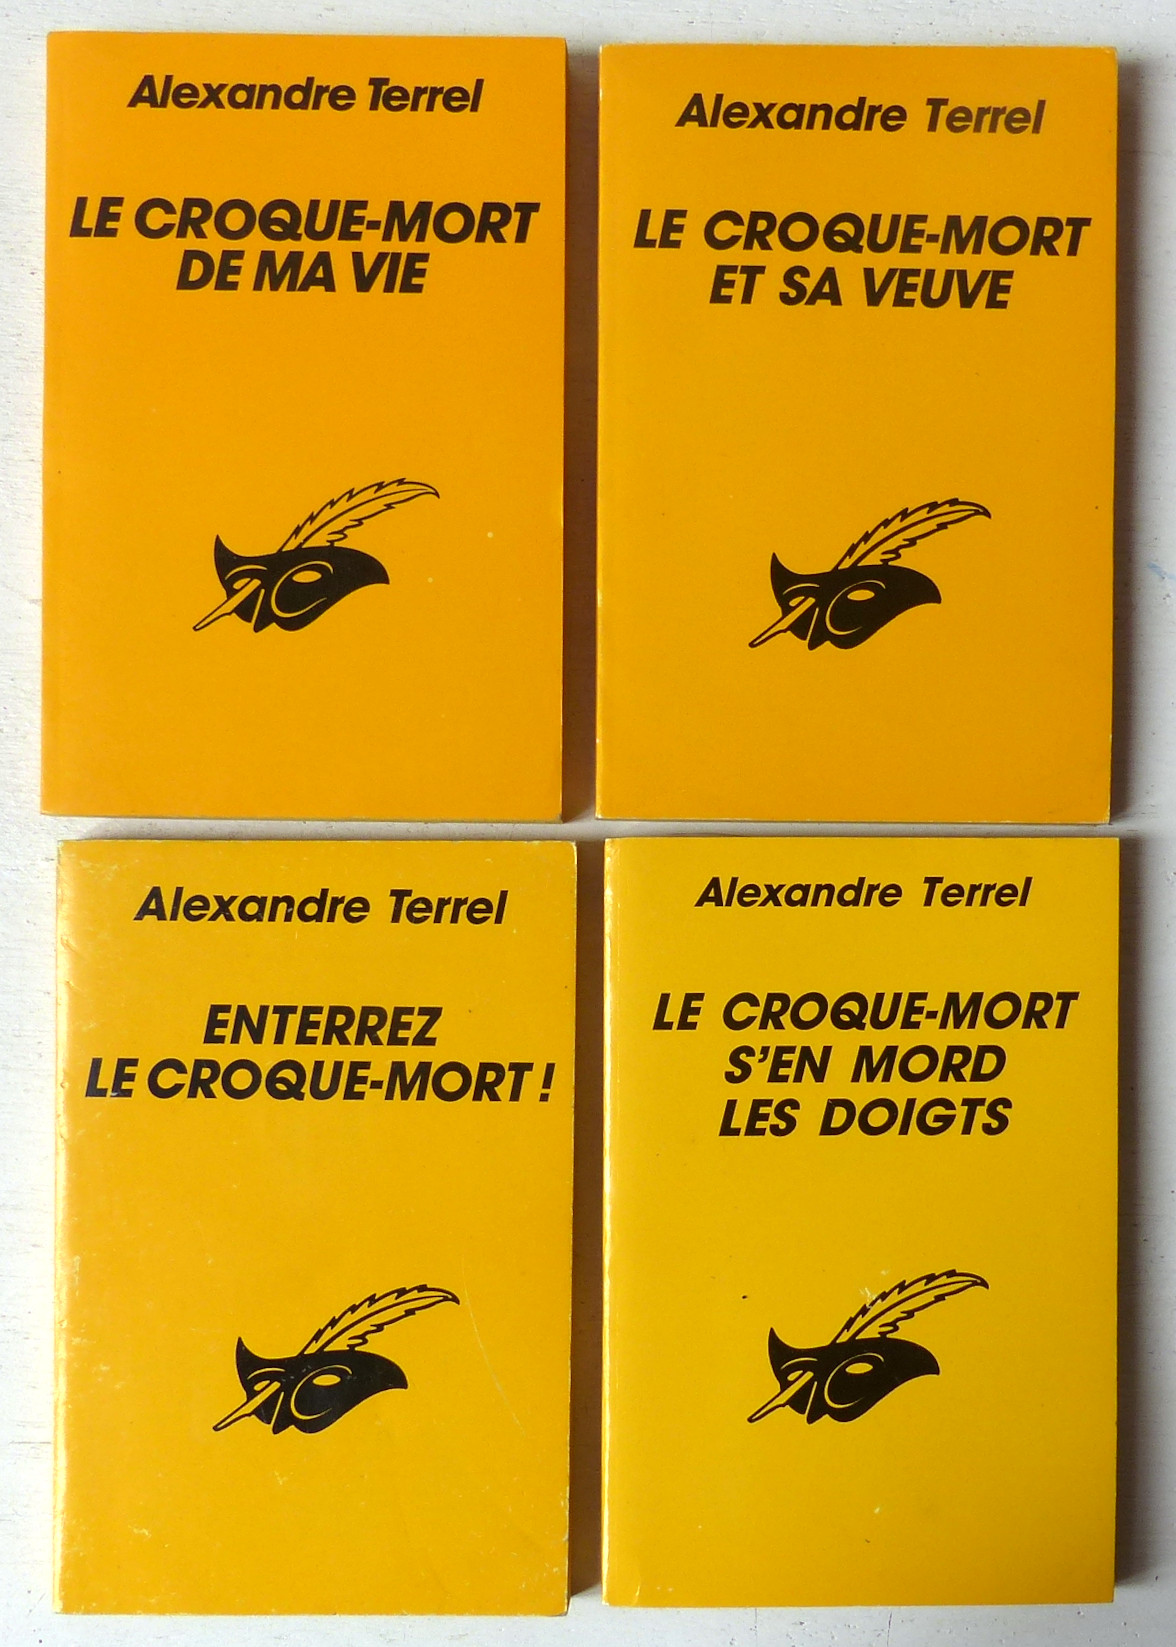 Alexandre Terrel
LE CROQUE-MORT
DE MA VIE
Alexandre Terrel
LE CROQUE-MORT
ET SA VEUVE
Alexandre Terrel
ENTERREZ
LE CROQUE-MORT !
Alexandre Terrel
LE CROQUE-MORT
S'EN MORD
LES DOIGTS